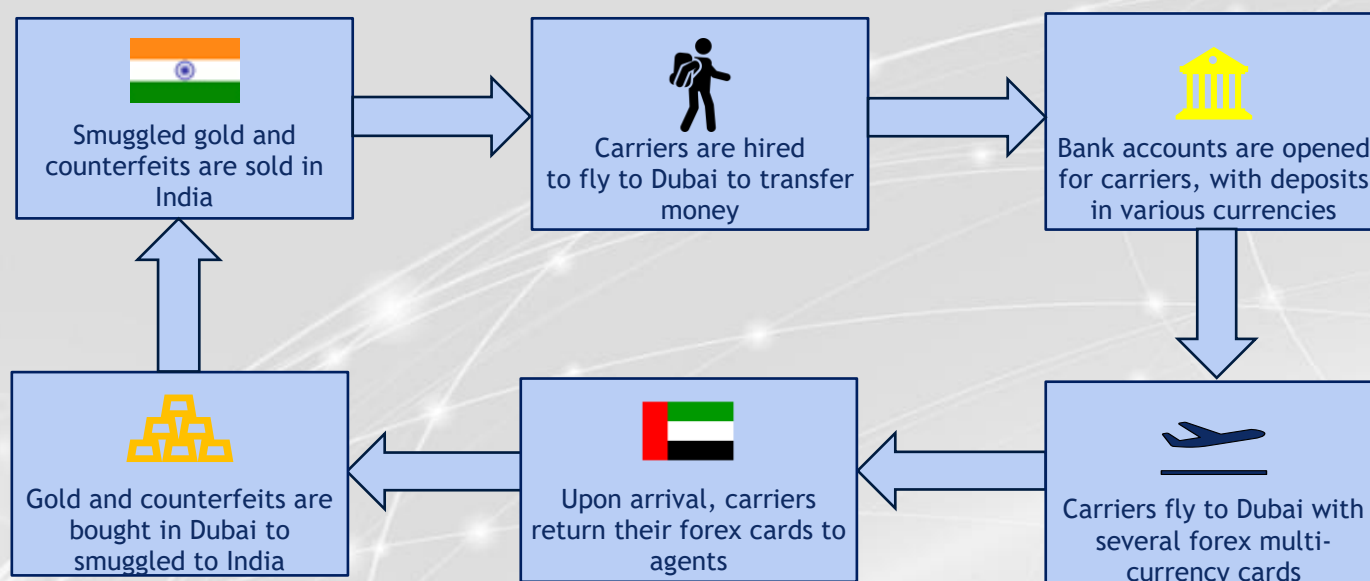 Smuggled gold and
counterfeits are sold in
India
Carriers are hired
to fly to Dubai to transfer
money
Bank accounts are opened
for carriers, with deposits
in various currencies
Gold and counterfeits are
bought in Dubai to
smuggled to India
Upon arrival, carriers
return their forex cards to
agents
Carriers fly to Dubai with
several forex multi-
currency cards